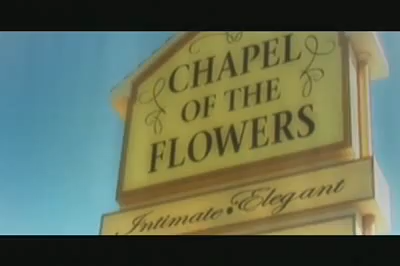 CHAPEL
OF THE
FLOWERS
Intimate • Elegant